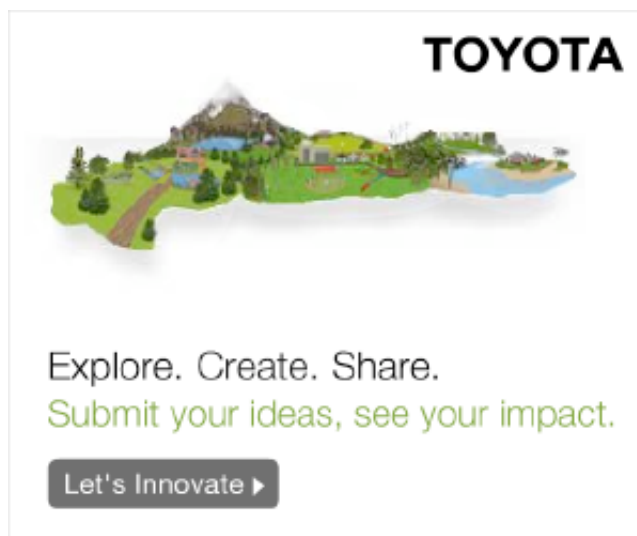 TOYOTA
Explore. Create. Share.
Submit your ideas, see your impact.
Let's Innovate